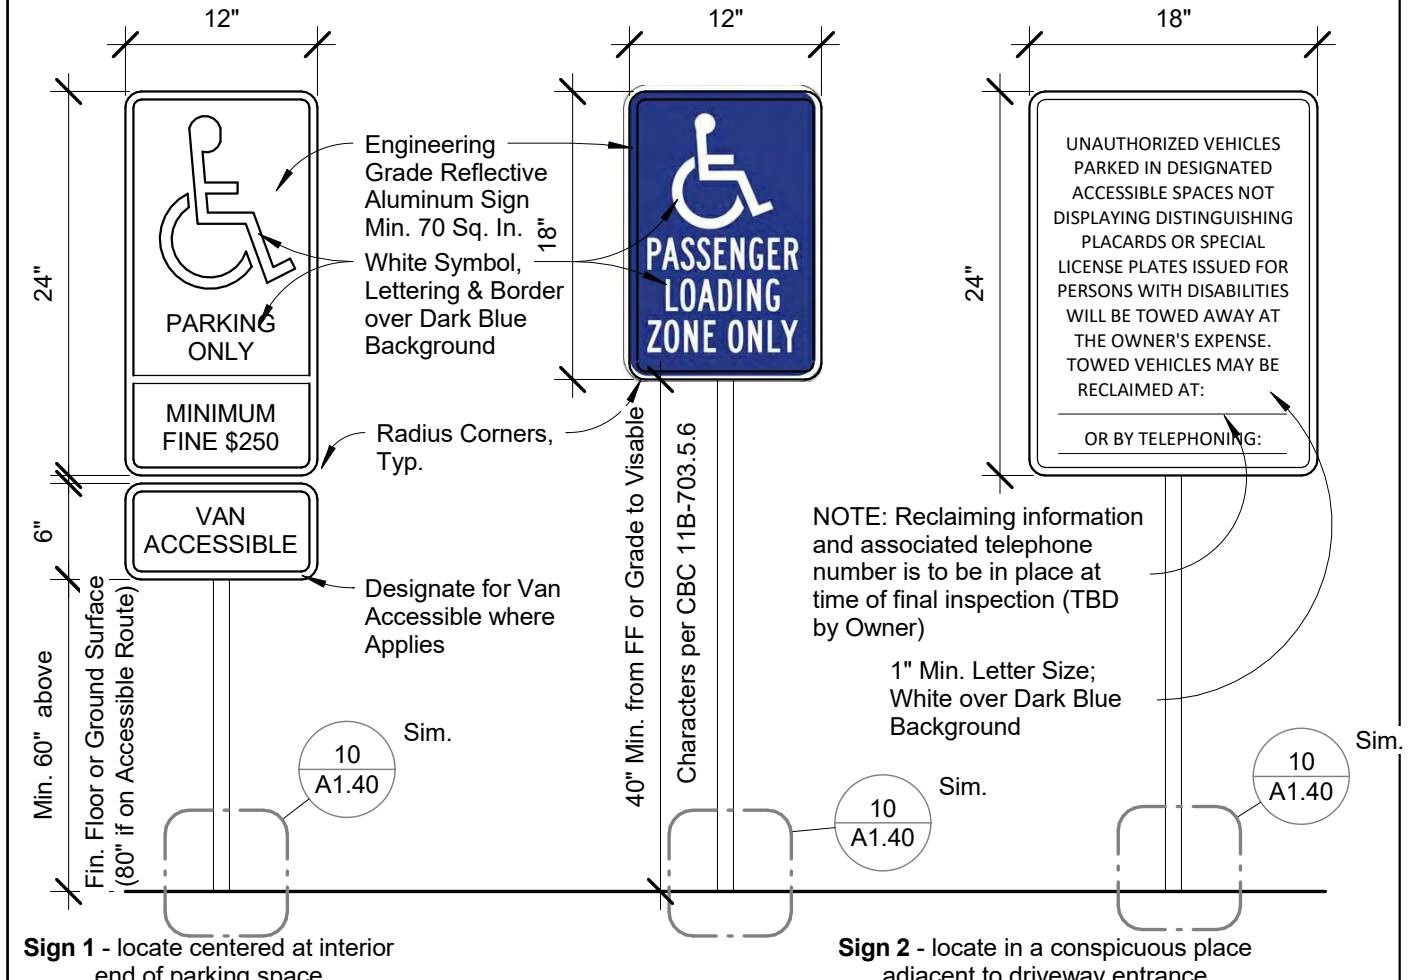 12"
12"
18"
24"
6"
Min. 60" above
Fin. Floor or Ground Surface
(80" if on Accessible Route)
PARKING
ONLY
MINIMUM
FINE $250
VAN
ACCESSIBLE
Engineering
Grade Reflective
Aluminum Sign
Min. 70 Sq. In.
White Symbol,
Lettering & Border
over Dark Blue
Background
Radius Corners,
Typ.
Designate for Van
Accessible where
Applies
10
A1.40
Sim.
18"
PASSENGER
LOADING
ZONE ONLY
40" Min. from FF or Grade to Visable
Characters per CBC 11B-703.5.6
10
A1.40
Sim.
24"
UNAUTHORIZED VEHICLES
PARKED IN DESIGNATED
ACCESSIBLE SPACES NOT
DISPLAYING DISTINGUISHING
PLACARDS OR SPECIAL
LICENSE PLATES ISSUED FOR
PERSONS WITH DISABILITIES
WILL BE TOWED AWAY AT
THE OWNER'S EXPENSE.
TOWED VEHICLES MAY BE
RECLAIMED AT:
OR BY TELEPHONING:
NOTE: Reclaiming information
and associated telephone
number is to be in place at
time of final inspection (TBD
by Owner)
1" Min. Letter Size;
White over Dark Blue
Background
10
A1.40
Sim.
Sign 1 - locate centered at interior
end of parking space
Sign 2 - locate in a conspicuous place
adjacent to driveway entrance